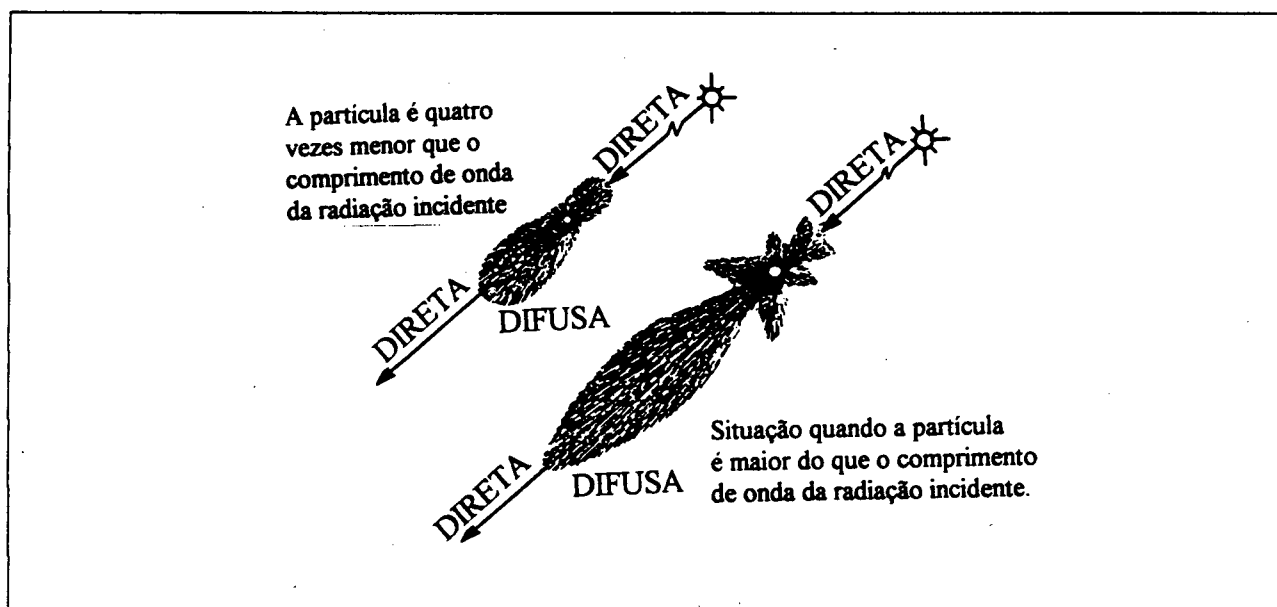 A partícula é quatro
vezes menor que o
comprimento de onda
da radiação incidente
DIRETA
DIRETA
DIFUSA
DIRETA
DIRETA
DIFUSA
Situação quando a partícula
é maior do que o comprimento
de onda da radiação incidente.